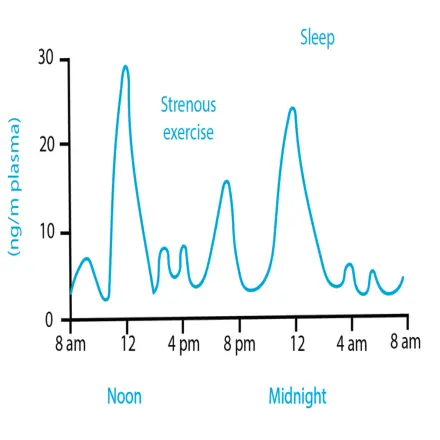 Sleep
30
Strenous
exercise
20
(ng/m plasma)
10
0
8 am 12 4 pm 8 pm 12 4 am 8 am
Noon Midnight